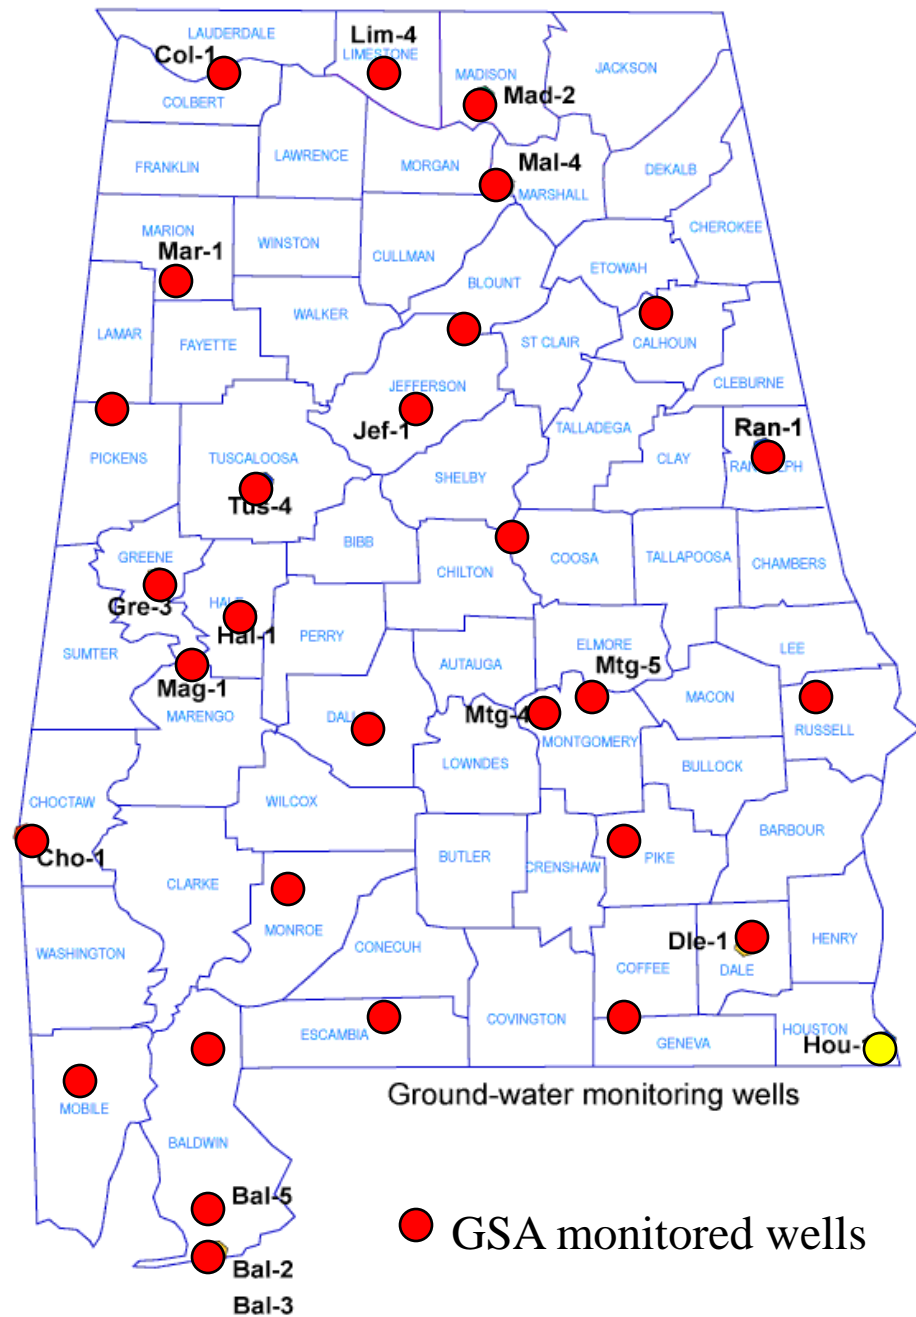 LAUDERDALE
Lim-4
Col-1
LIMESTONE
MADISON
JACKSON
COLBERT
Mad-2
FRANKLIN
LAWRENCE
MORGAN
Mal-4
DEKALB
MARSHALL
MARION
WINSTON
CULLMAN
CHEROKEE
Mar-1
ETOWAH
BLOUNT
WALKER
LAMAR
FAYETTE
ST CLAIR
CALHOUN
JEFFERSON
CLEBURNE
Jef-1
TALLADEGA
Ran-1
PICKENS
TUSCALOOSA
CLAY
RANDOLPH
SHELBY
Tus-4
BIBB
GREENE
CHILTON
COOSA
TALLAPOOSA
CHAMBERS
Gre-3
HALE
Hal-1
PERRY
ELMORE
LEE
SUMTER
AUTAUGA
Mtg-5
Mag-1
MACON
MARENGO
DALLAS
Mtg-4
MONTGOMERY
RUSSELL
LOWNDES
BULLOCK
CHOCTAW
WILCOX
BARBOUR
Cho-1
BUTLER
CRENSHAW
PIKE
CLARKE
MONROE
CONECUH
Dle-1
HENRY
WASHINGTON
COFFEE
DALE
ESCAMBIA
COVINGTON
GENEVA
HOUSTON
Hou-1
Ground-water monitoring wells
MOBILE
BALDWIN
Bal-5
GSA monitored wells
Bal-2
Bal-3